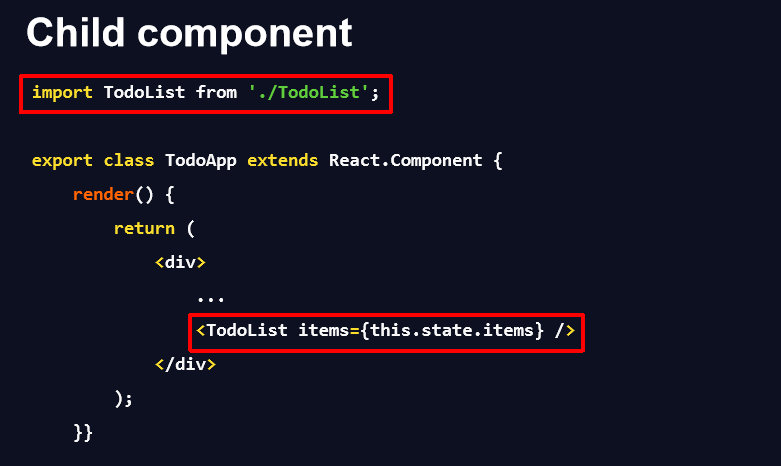 Child component
import TodoList from './TodoList';
export class TodoApp extends React.Component {
render() {
return (
<div>
...
<TodoList items={this.state.items} />
</div>
);
}}